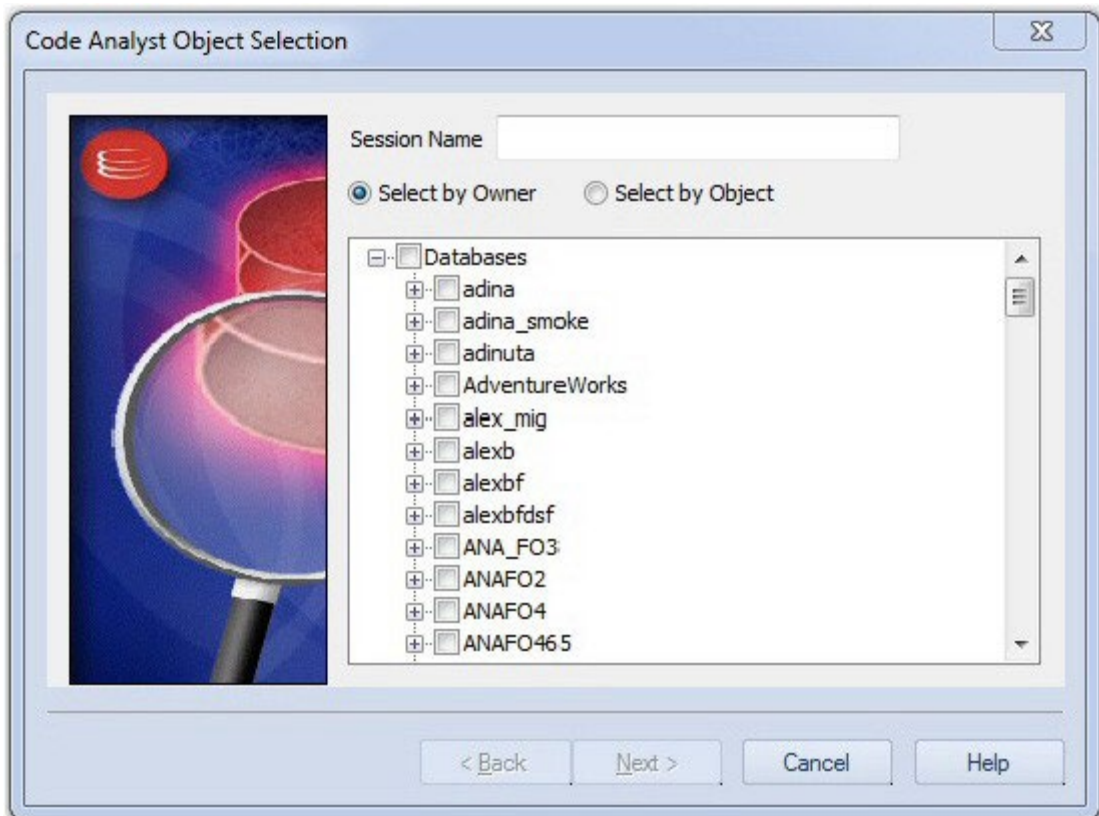 Code Analyst Object Selection
Session Name
Select by Owner Select by Object
Databases
adina
adina_smoke
adinuta
AdventureWorks
alex_mig
alexb
alexbf
alexbfdsf
ANA_FO3
ANAFO2
ANAFO4
ANAFO465
< Back Next > Cancel Help